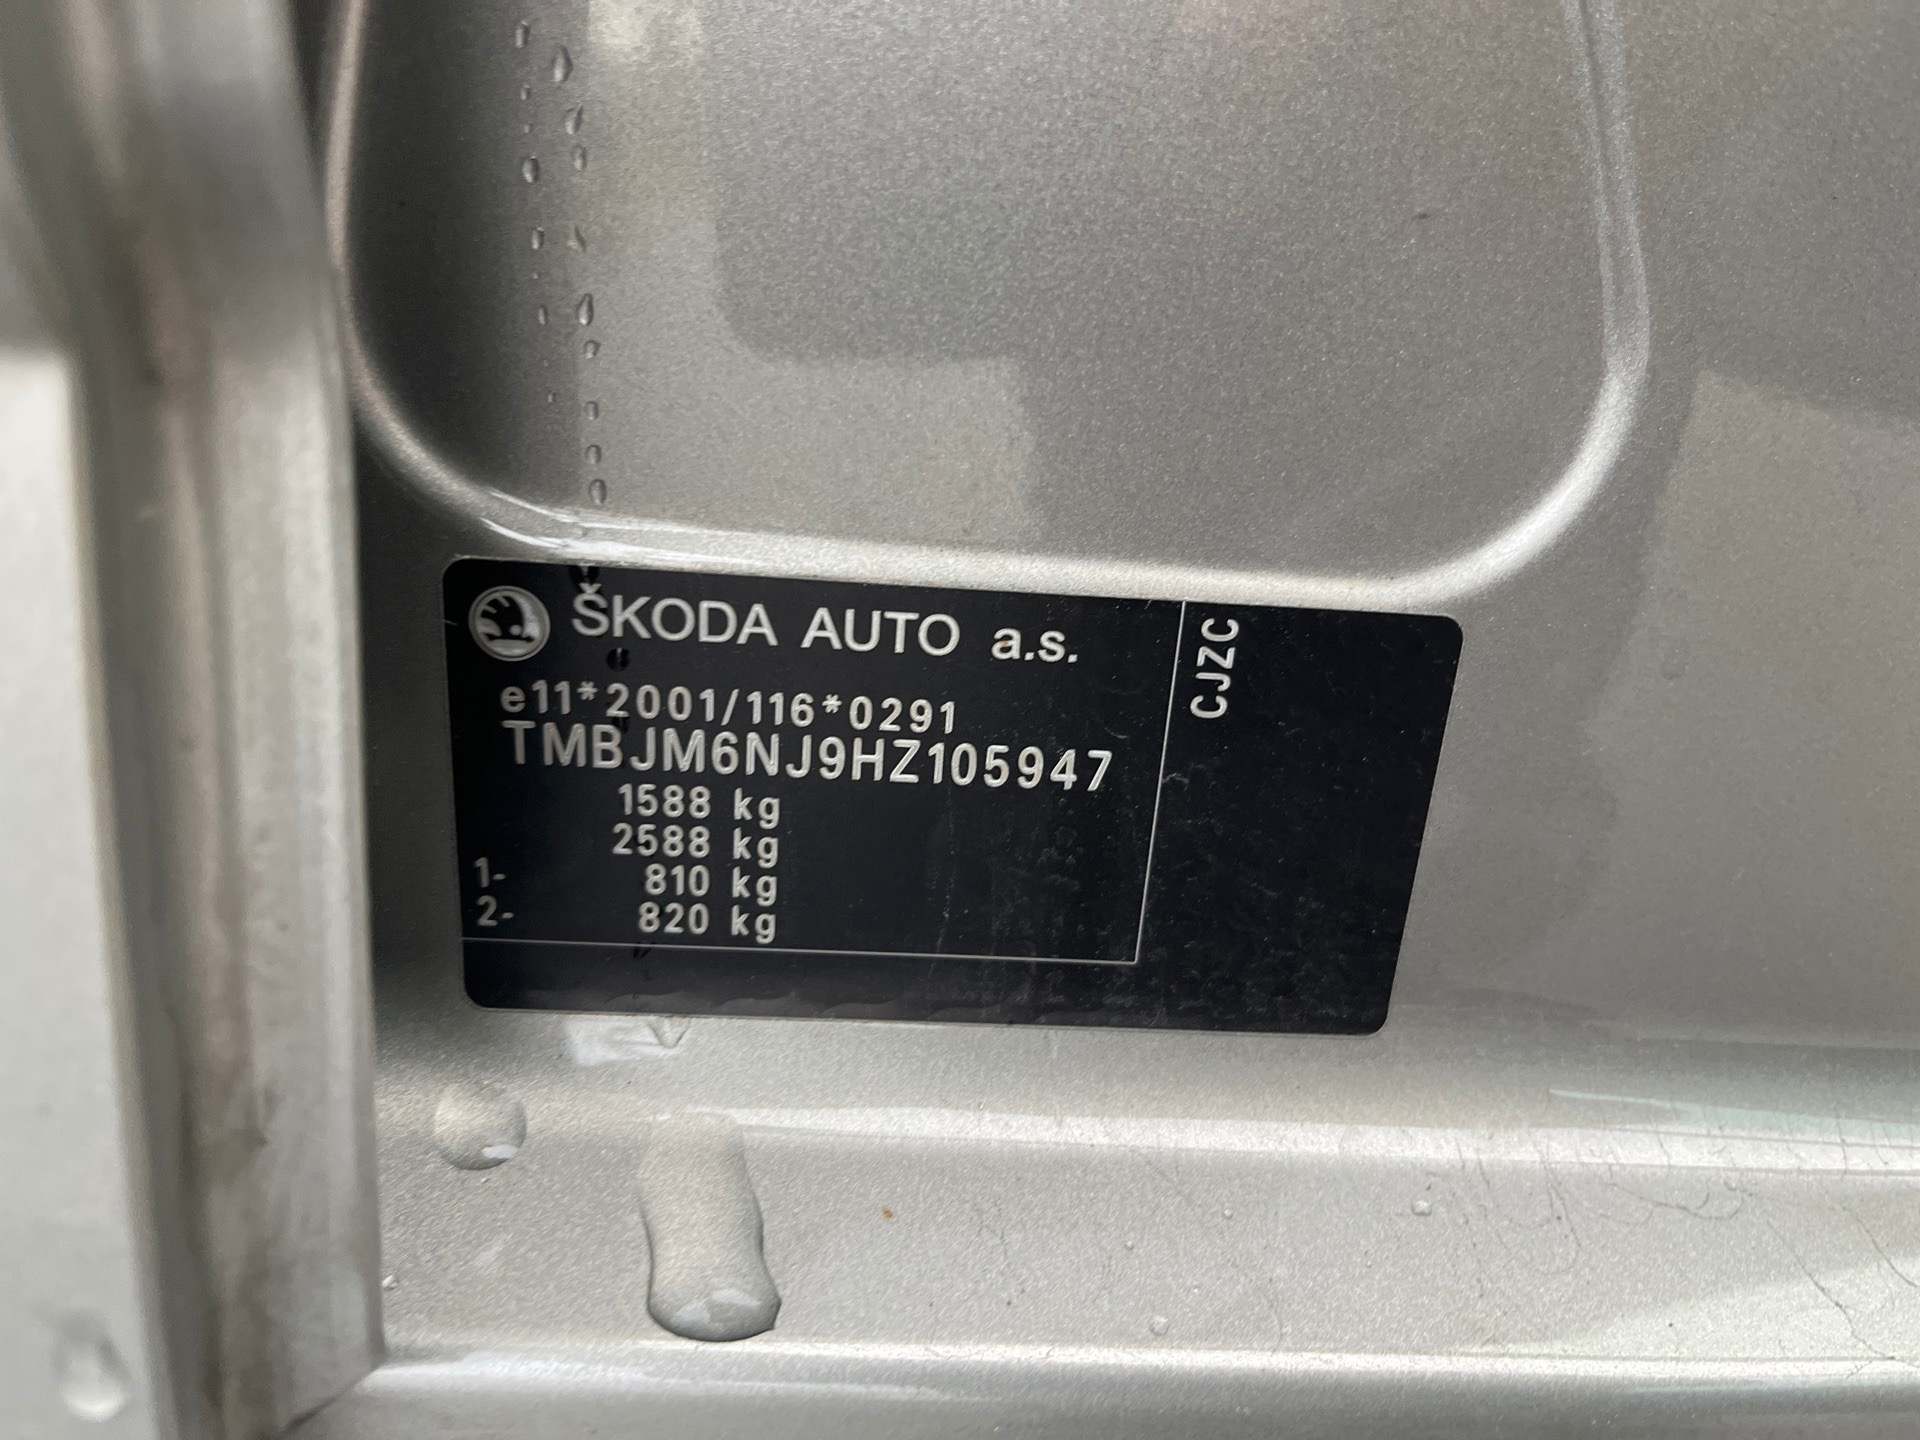 ŠKODA AUTO a.s.
e11*2001/116*0291
TMBJM6NJ9HZ105947
1588 kg
2588 kg
1- 810 kg
2- 820 kg
CJZC